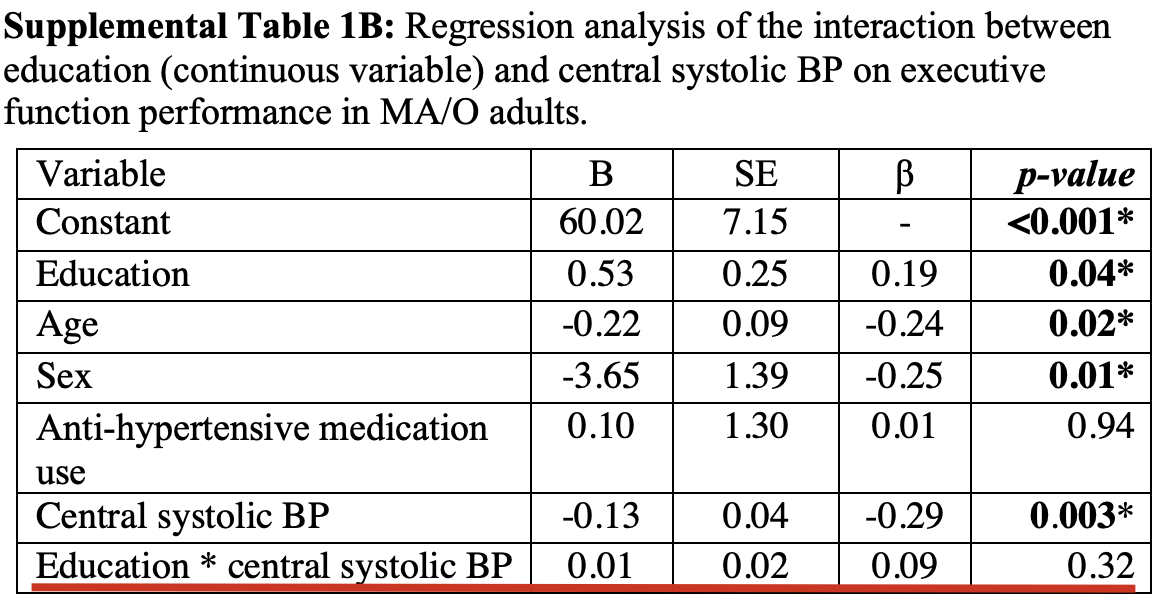 Supplemental Table 1B: Regression analysis of the interaction between
education (continuous variable) and central systolic BP on executive
function performance in MA/O adults.
Variable B SE β p-value
Constant 60.02 7.15 - <0.001*
Education 0.53 0.25 0.19 0.04*
Age -0.22 0.09 -0.24 0.02*
Sex -3.65 1.39 -0.25 0.01*
Anti-hypertensive medication 0.10 1.30 0.01 0.94
use
Central systolic BP -0.13 0.04 -0.29 0.003*
Education * central systolic BP 0.01 0.02 0.09 0.32